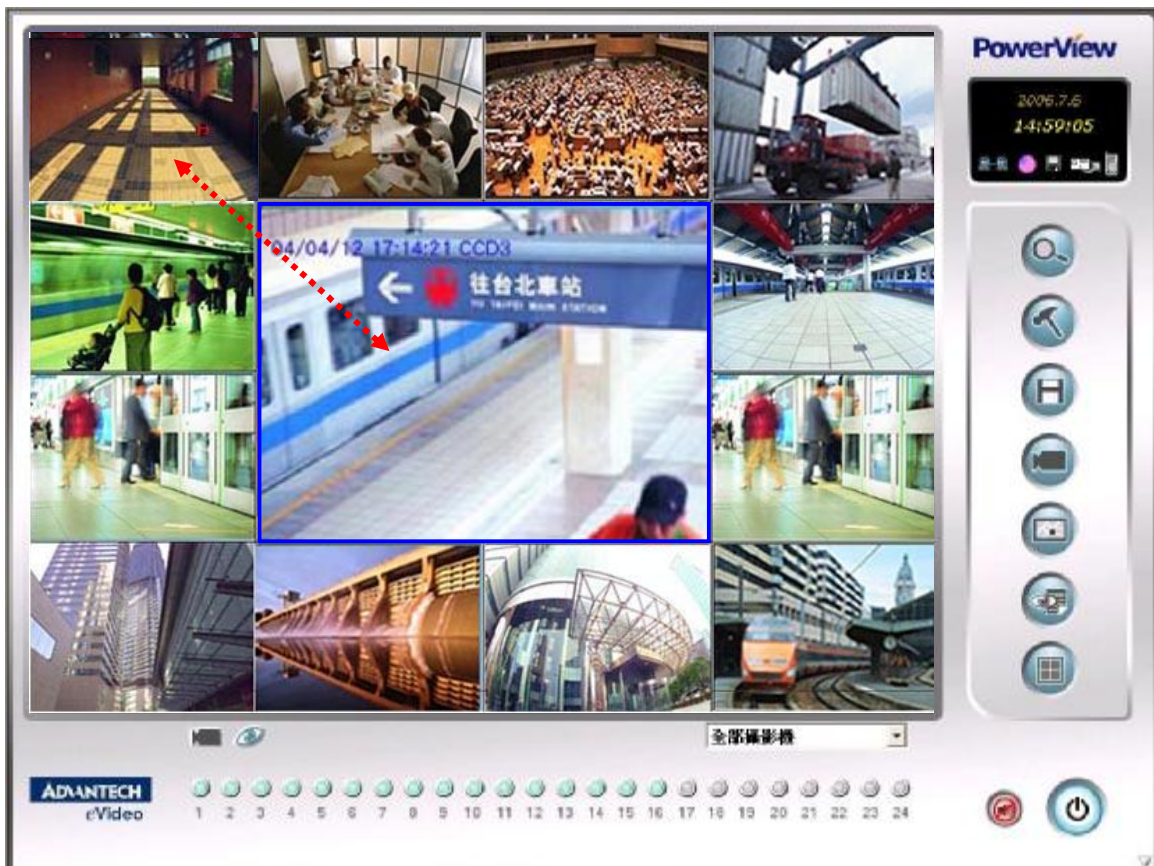 PowerView
2006.7.6
14:59:05
04/04/12 17:14:21 CCD3
往台北車站
TO TAIPEI MAIN STATION
全部攝影機
ADVANTECH
eVideo
1 2 3 4 5 6 7 8 9 10 11 12 13 14 15 16 17 18 19 20 21 22 23 24